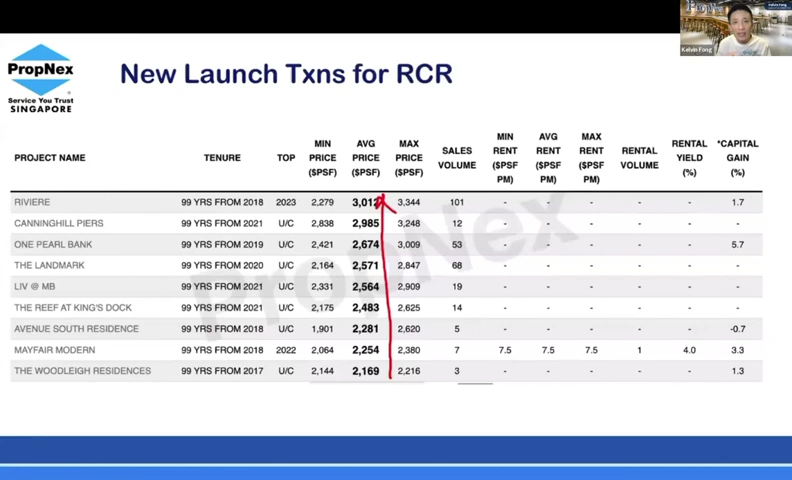 PropNex
Kelvin Fong
Kelvin Fong
PropNex
Service You Trust
SINGAPORE
New Launch Txns for RCR
PROJECT NAME TENURE TOP MIN PRICE ($PSF) AVG PRICE ($PSF) MAX PRICE ($PSF) SALES VOLUME MIN RENT ($PSF PM) AVG RENT ($PSF PM) MAX RENT ($PSF PM) RENTAL VOLUME RENTAL YIELD (%) *CAPITAL GAIN (%)
RIVIERE 99 YRS FROM 2018 2023 2,279 3,012 3,344 101 - - - - - 1.7
CANNINGHILL PIERS 99 YRS FROM 2021 U/C 2,838 2,985 3,248 12 - - - - - -
ONE PEARL BANK 99 YRS FROM 2019 U/C 2,421 2,674 3,009 53 - - - - - 5.7
THE LANDMARK 99 YRS FROM 2020 U/C 2,164 2,571 2,847 68 - - - - - -
LIV @ MB 99 YRS FROM 2021 U/C 2,331 2,564 2,909 19 - - - - - -
THE REEF AT KING'S DOCK 99 YRS FROM 2021 U/C 2,175 2,483 2,625 14 - - - - - -
AVENUE SOUTH RESIDENCE 99 YRS FROM 2018 U/C 1,901 2,281 2,620 5 - - - - - -0.7
MAYFAIR MODERN 99 YRS FROM 2018 2022 2,064 2,254 2,380 7 7.5 7.5 7.5 1 4.0 3.3
THE WOODLEIGH RESIDENCES 99 YRS FROM 2017 U/C 2,144 2,169 2,216 3 - - - - - 1.3
PropNex